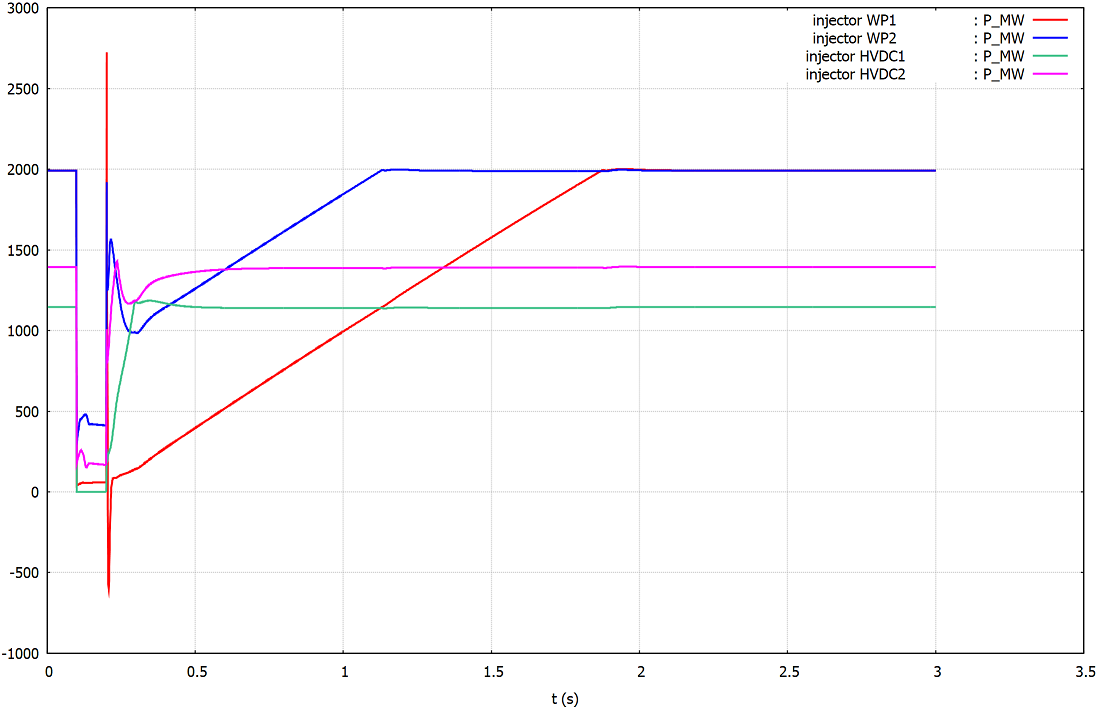 3000
2500
2000
1500
1000
500
0
-500
-1000
injector WP1 : P_MW
injector WP2 : P_MW
injector HVDC1 : P_MW
injector HVDC2 : P_MW
0 0.5 1 1.5 2 2.5 3 3.5
t (s)